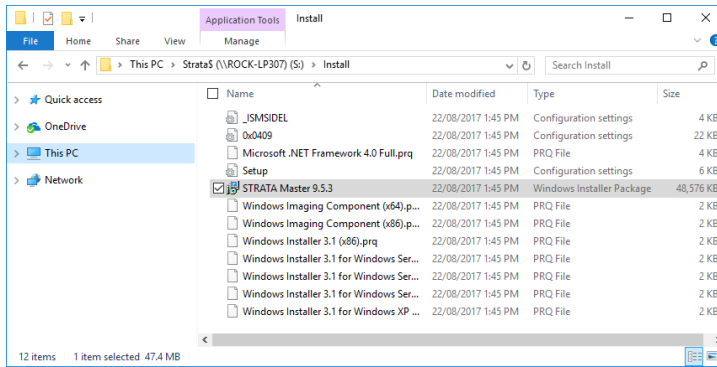 Application Tools Install
File Home Share View Manage
This PC > Strata$ (\\ROCK-LP307) (S:) > Install
Search Install
Quick access
OneDrive
This PC
Network
Name Date modified Type Size
_ISMSIDEL 22/08/2017 1:45 PM Configuration settings 4 KB
0x0409 22/08/2017 1:45 PM Configuration settings 22 KB
Microsoft .NET Framework 4.0 Full.prq 22/08/2017 1:45 PM PRQ File 4 KB
Setup 22/08/2017 1:45 PM Configuration settings 6 KB
STRATA Master 9.5.3 22/08/2017 1:45 PM Windows Installer Package 48,576 KB
Windows Imaging Component (x64).p... 22/08/2017 1:45 PM PRQ File 2 KB
Windows Imaging Component (x86).p... 22/08/2017 1:45 PM PRQ File 2 KB
Windows Installer 3.1 (x86).prq 22/08/2017 1:45 PM PRQ File 2 KB
Windows Installer 3.1 for Windows Ser... 22/08/2017 1:45 PM PRQ File 2 KB
Windows Installer 3.1 for Windows Ser... 22/08/2017 1:45 PM PRQ File 2 KB
Windows Installer 3.1 for Windows Ser... 22/08/2017 1:45 PM PRQ File 2 KB
Windows Installer 3.1 for Windows XP ... 22/08/2017 1:45 PM PRQ File 2 KB
12 items 1 item selected 47.4 MB